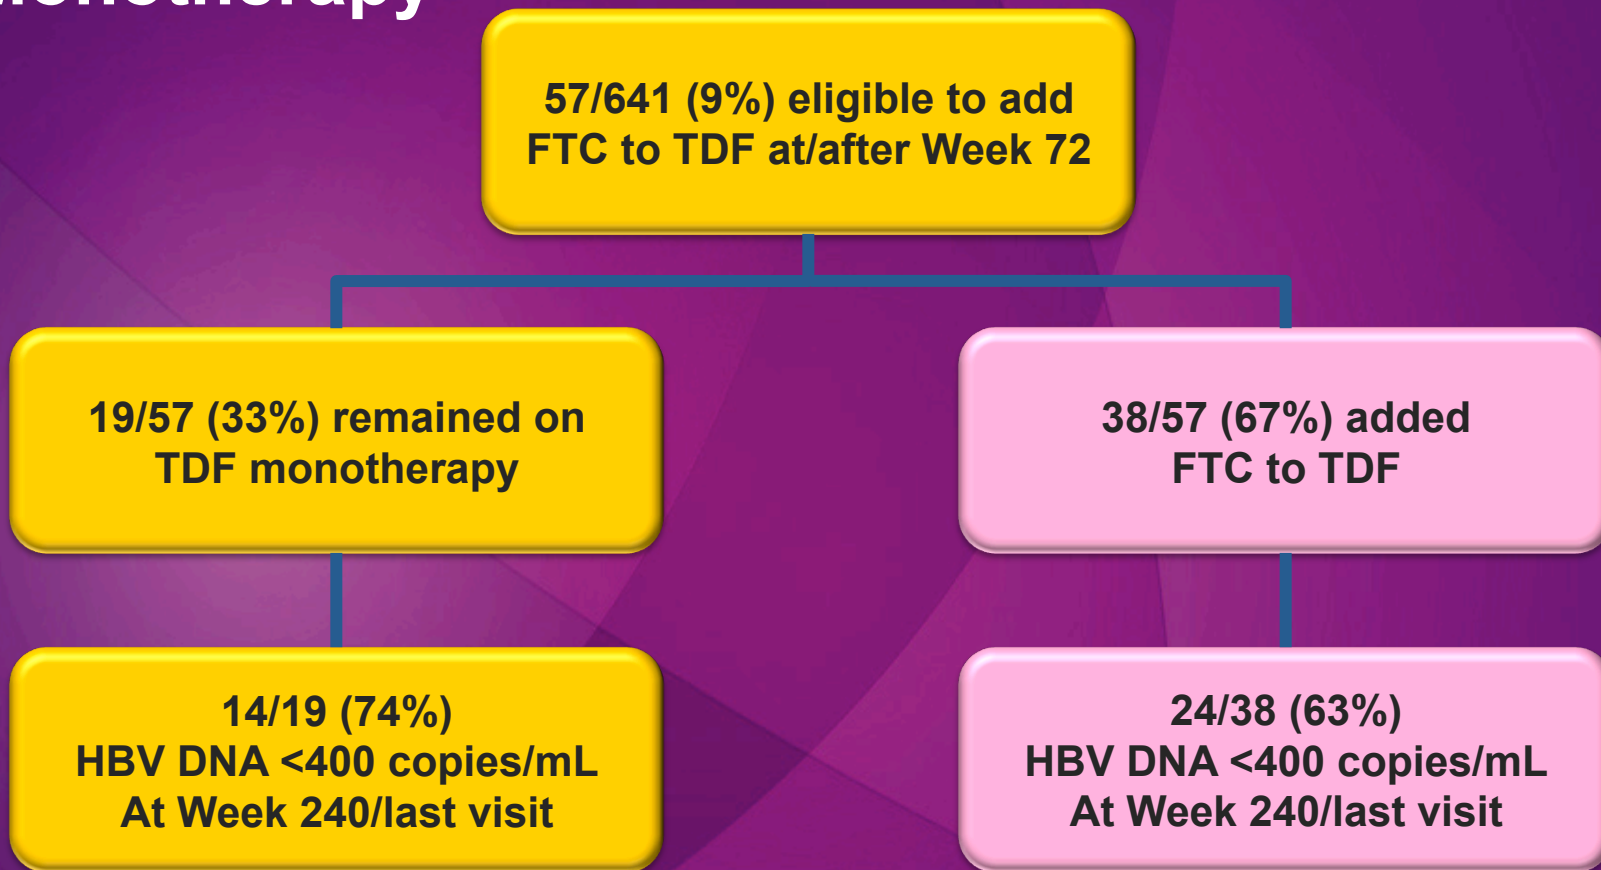 Monotherapy
57/641 (9%) eligible to add
FTC to TDF at/after Week 72
19/57 (33%) remained on
TDF monotherapy
38/57 (67%) added
FTC to TDF
14/19 (74%)
HBV DNA <400 copies/mL
At Week 240/last visit
24/38 (63%)
HBV DNA <400 copies/mL
At Week 240/last visit